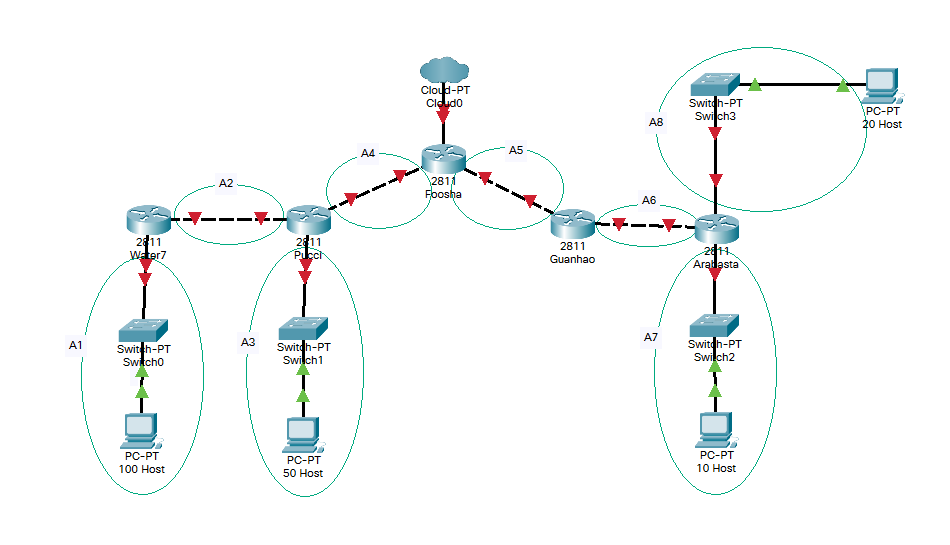 Cloud-PT
Cloud0
Switch-PT
Switch3
PC-PT
20 Host
A8
A4
A5
2811
Foosha
A2
A6
2811
Water7
2811
Pucci
2811
Guanhao
2811
Arabasta
A1
A3
A7
Switch-PT
Switch0
Switch-PT
Switch1
Switch-PT
Switch2
PC-PT
100 Host
PC-PT
50 Host
PC-PT
10 Host